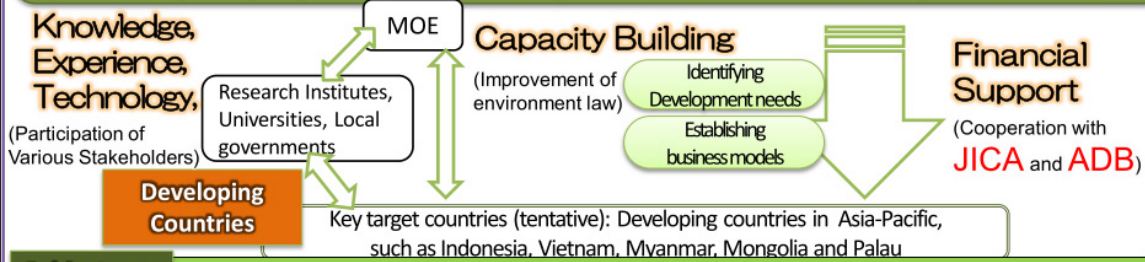 Knowledge,
Experience,
Technology,
(Participation of
Various Stakeholders)
MOE
Research Institutes,
Universities, Local
governments
Developing
Countries
Capacity Building
(Improvement of
environment law)
Identifying
Development needs
Establishing
business models
Financial
Support
(Cooperation with
JICA and ADB)
Key target countries (tentative): Developing countries in Asia-Pacific,
such as Indonesia, Vietnam, Myanmar, Mongolia and Palau